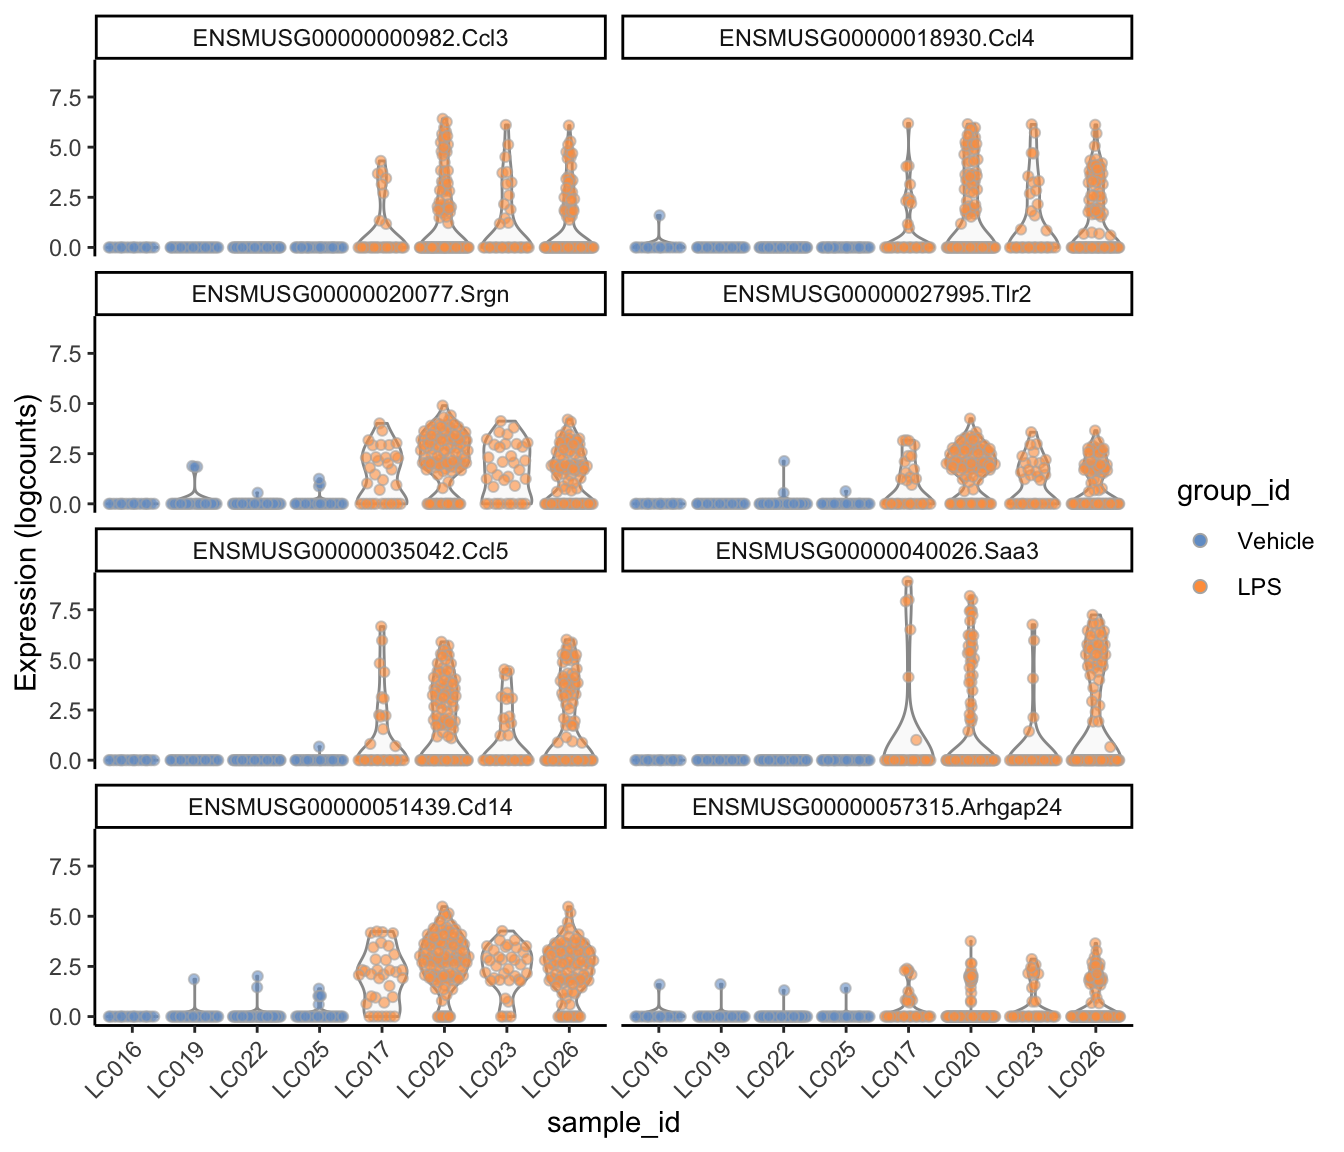 ENSMUSG00000000982.Ccl3
ENSMUSG00000018930.Ccl4
7.5
5.0
2.5
0.0
ENSMUSG00000020077.Srgn
ENSMUSG00000027995.Tlr2
7.5
5.0
2.5
0.0
ENSMUSG00000035042.Ccl5
ENSMUSG00000040026.Saa3
7.5
5.0
2.5
0.0
ENSMUSG00000051439.Cd14
ENSMUSG00000057315.Arhgap24
7.5
5.0
2.5
0.0
Expression (logcounts)
LC016 LC019 LC022 LC025 LC017 LC020 LC023 LC026
LC016 LC019 LC022 LC025 LC017 LC020 LC023 LC026
sample_id
group_id
Vehicle
LPS